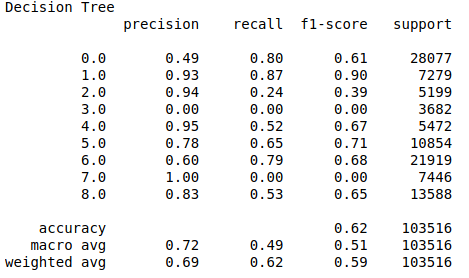 Decision Tree
precision recall f1-score support
0.0 0.49 0.80 0.61 28077
1.0 0.93 0.87 0.90 7279
2.0 0.94 0.24 0.39 5199
3.0 0.00 0.00 0.00 3682
4.0 0.95 0.52 0.67 5472
5.0 0.78 0.65 0.71 10854
6.0 0.60 0.79 0.68 21919
7.0 1.00 0.00 0.00 7446
8.0 0.83 0.53 0.65 13588
accuracy 0.62 103516
macro avg 0.72 0.49 0.51 103516
weighted avg 0.69 0.62 0.59 103516